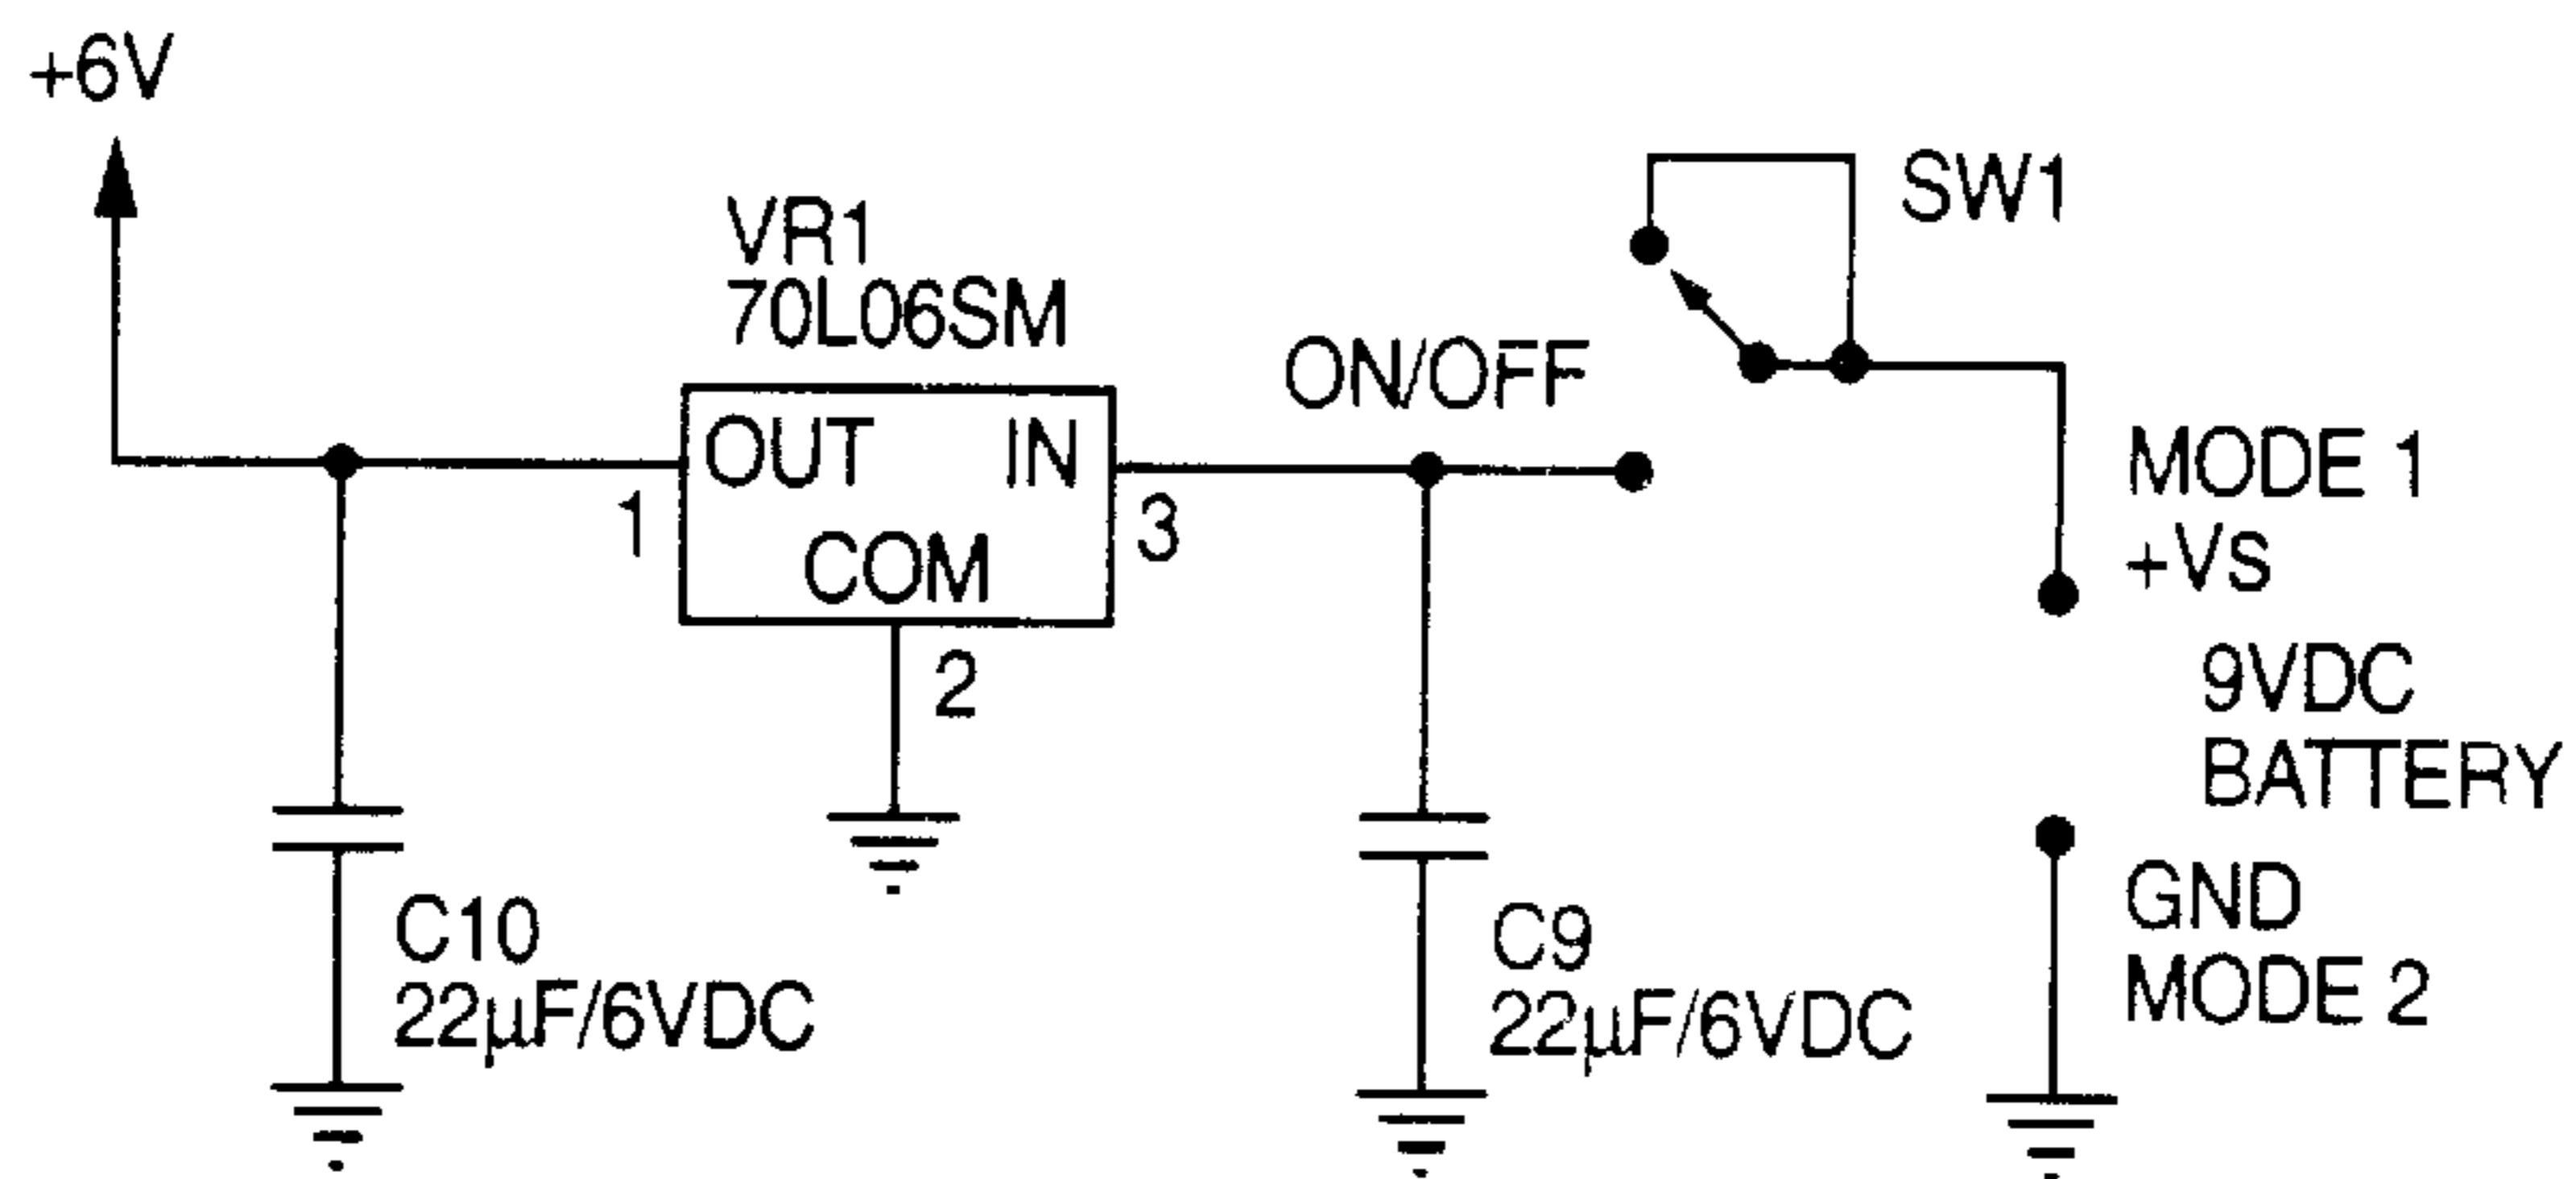 +6V
VR1
70L06SM
OUT IN
COM
1
2
3
ON/OFF
SW1
MODE 1
+Vs
9VDC
BATTERY
GND
MODE 2
C10
22µF/6VDC
C9
22µF/6VDC